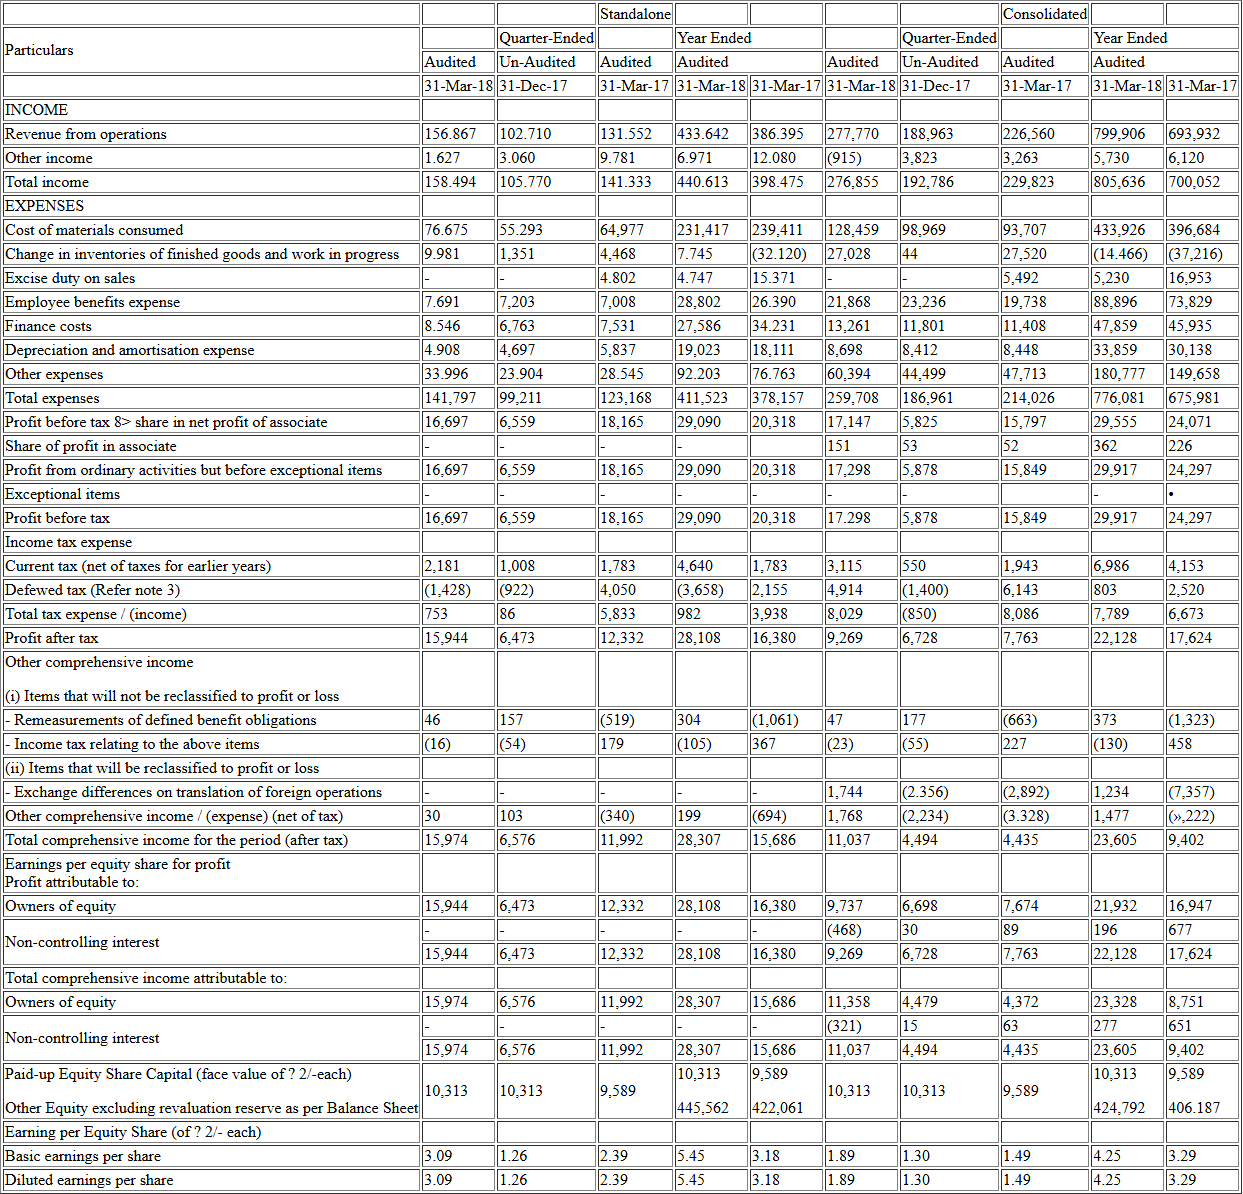 Standalone Consolidated
Particulars Quarter-Ended Year Ended Quarter-Ended Year Ended
Audited Un-Audited Audited Audited Audited Un-Audited Audited Audited
31-Mar-18 31-Dec-17 31-Mar-17 31-Mar-18 31-Mar-17 31-Mar-18 31-Dec-17 31-Mar-17 31-Mar-18 31-Mar-17
INCOME
Revenue from operations 156.867 102.710 131.552 433.642 386.395 277,770 188,963 226,560 799,906 693,932
Other income 1.627 3.060 9.781 6.971 12.080 (915) 3,823 3,263 5,730 6,120
Total income 158.494 105.770 141.333 440.613 398.475 276,855 192,786 229,823 805,636 700,052
EXPENSES
Cost of materials consumed 76.675 55.293 64,977 231,417 239,411 128,459 98,969 93,707 433,926 396,684
Change in inventories of finished goods and work in progress 9.981 1,351 4,468 7.745 (32.120) 27,028 44 27,520 (14.466) (37,216)
Excise duty on sales - - 4.802 4.747 15.371 - - 5,492 5,230 16,953
Employee benefits expense 7.691 7,203 7,008 28,802 26.390 21,868 23,236 19,738 88,896 73,829
Finance costs 8.546 6,763 7,531 27,586 34.231 13,261 11,801 11,408 47,859 45,935
Depreciation and amortisation expense 4.908 4,697 5,837 19,023 18,111 8,698 8,412 8,448 33,859 30,138
Other expenses 33.996 23.904 28.545 92.203 76.763 60,394 44,499 47,713 180,777 149,658
Total expenses 141,797 99,211 123,168 411,523 378,157 259,708 186,961 214,026 776,081 675,981
Profit before tax 8> share in net profit of associate 16,697 6,559 18,165 29,090 20,318 17,147 5,825 15,797 29,555 24,071
Share of profit in associate - - - - - 151 53 52 362 226
Profit from ordinary activities but before exceptional items 16,697 6,559 18,165 29,090 20,318 17,298 5,878 15,849 29,917 24,297
Exceptional items - - - - - - - - •
Profit before tax 16,697 6,559 18,165 29,090 20,318 17.298 5,878 15,849 29,917 24,297
Income tax expense
Current tax (net of taxes for earlier years) 2,181 1,008 1,783 4,640 1,783 3,115 550 1,943 6,986 4,153
Defewed tax (Refer note 3) (1,428) (922) 4,050 (3,658) 2,155 4,914 (1,400) 6,143 803 2,520
Total tax expense / (income) 753 86 5,833 982 3,938 8,029 (850) 8,086 7,789 6,673
Profit after tax 15,944 6,473 12,332 28,108 16,380 9,269 6,728 7,763 22,128 17,624
Other comprehensive income
(i) Items that will not be reclassified to profit or loss
- Remeasurements of defined benefit obligations 46 157 (519) 304 (1,061) 47 177 (663) 373 (1,323)
- Income tax relating to the above items (16) (54) 179 (105) 367 (23) (55) 227 (130) 458
(ii) Items that will be reclassified to profit or loss
- Exchange differences on translation of foreign operations - - - - - 1,744 (2.356) (2,892) 1,234 (7,357)
Other comprehensive income / (expense) (net of tax) 30 103 (340) 199 (694) 1,768 (2,234) (3.328) 1,477 (»,222)
Total comprehensive income for the period (after tax) 15,974 6,576 11,992 28,307 15,686 11,037 4,494 4,435 23,605 9,402
Earnings per equity share for profit
Profit attributable to:
Owners of equity 15,944 6,473 12,332 28,108 16,380 9,737 6,698 7,674 21,932 16,947
Non-controlling interest - - - - - (468) 30 89 196 677
15,944 6,473 12,332 28,108 16,380 9,269 6,728 7,763 22,128 17,624
Total comprehensive income attributable to:
Owners of equity 15,974 6,576 11,992 28,307 15,686 11,358 4,479 4,372 23,328 8,751
Non-controlling interest - - - - - (321) 15 63 277 651
15,974 6,576 11,992 28,307 15,686 11,037 4,494 4,435 23,605 9,402
Paid-up Equity Share Capital (face value of ? 2/-each) 10,313 10,313 9,589 10,313 9,589 10,313 10,313 9,589 10,313 9,589
Other Equity excluding revaluation reserve as per Balance Sheet 445,562 422,061 424,792 406.187
Earning per Equity Share (of ? 2/- each)
Basic earnings per share 3.09 1.26 2.39 5.45 3.18 1.89 1.30 1.49 4.25 3.29
Diluted earnings per share 3.09 1.26 2.39 5.45 3.18 1.89 1.30 1.49 4.25 3.29